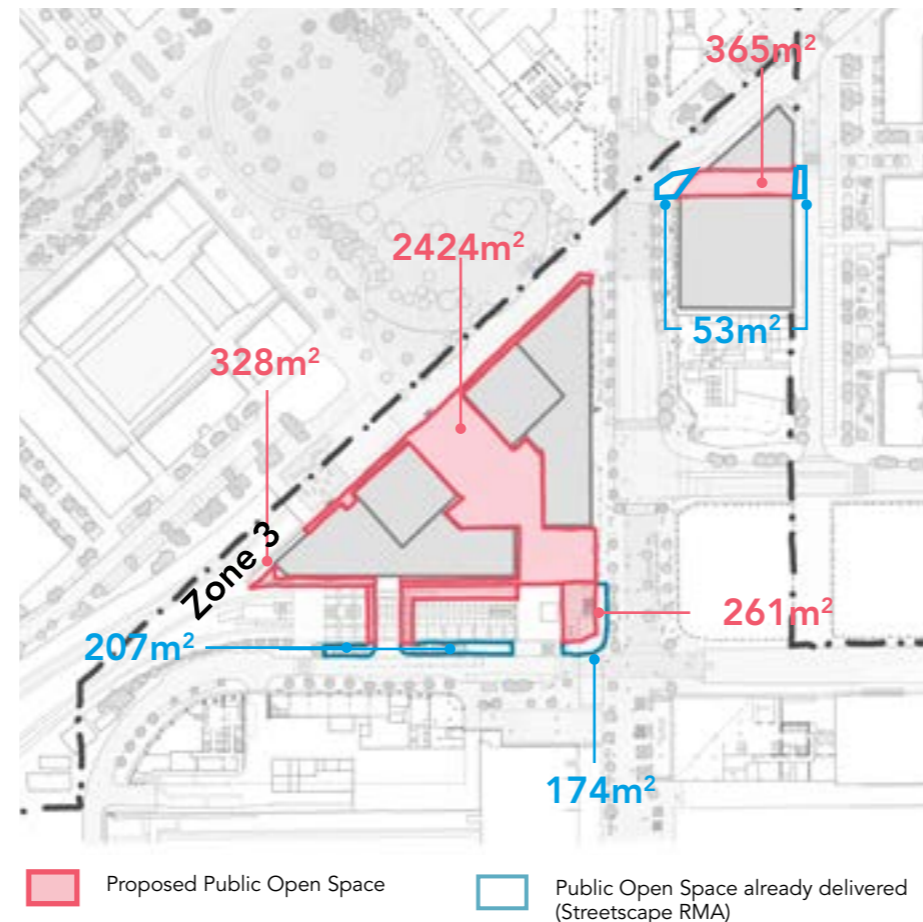 365m²
2424m²
53m²
328m²
Zone 3
261m²
207m²
174m²
Proposed Public Open Space
Public Open Space already delivered
(Streetscape RMA)